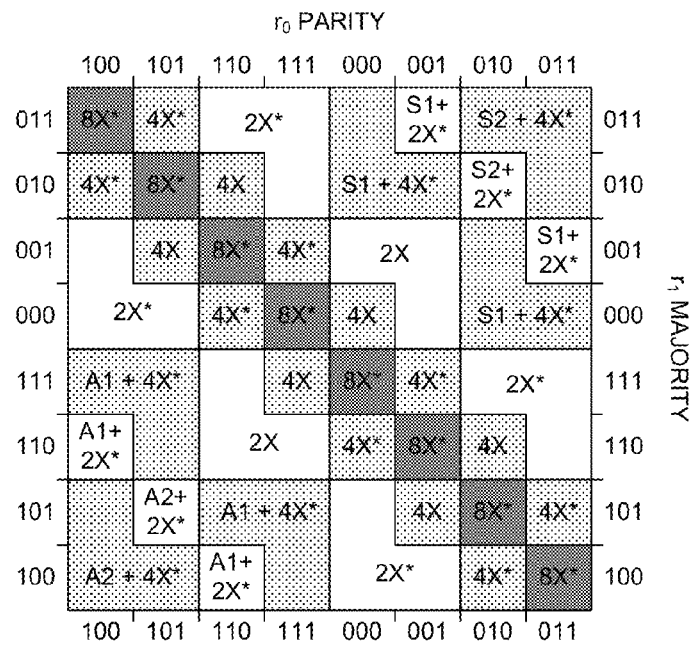 r0 PARITY
100 101 110 111 000 001 010 011
011 8X* 4X* 2X* S1+ 2X* S2 + 4X* 011
010 4X* 8X* 4X S1 + 4X* S2+ 2X* 010
001 4X 8X* 4X* 2X S1+ 2X* 001
000 2X* 4X* 8X* 4X S1 + 4X* 000
111 A1 + 4X* 4X 8X* 4X* 2X* 111
110 A1+ 2X* 2X 4X* 8X* 4X 110
101 A2+ 2X* A1 + 4X* 4X 8X* 4X* 101
100 A2 + 4X* A1+ 2X* 2X* 4X* 8X* 100
100 101 110 111 000 001 010 011
r1 MAJORITY